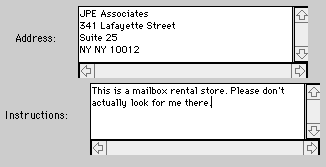 Address:
JPE Associates
341 Lafayette Street
Suite 25
NY NY 10012
Instructions:
This is a mailbox rental store. Please don't
actually look for me there.